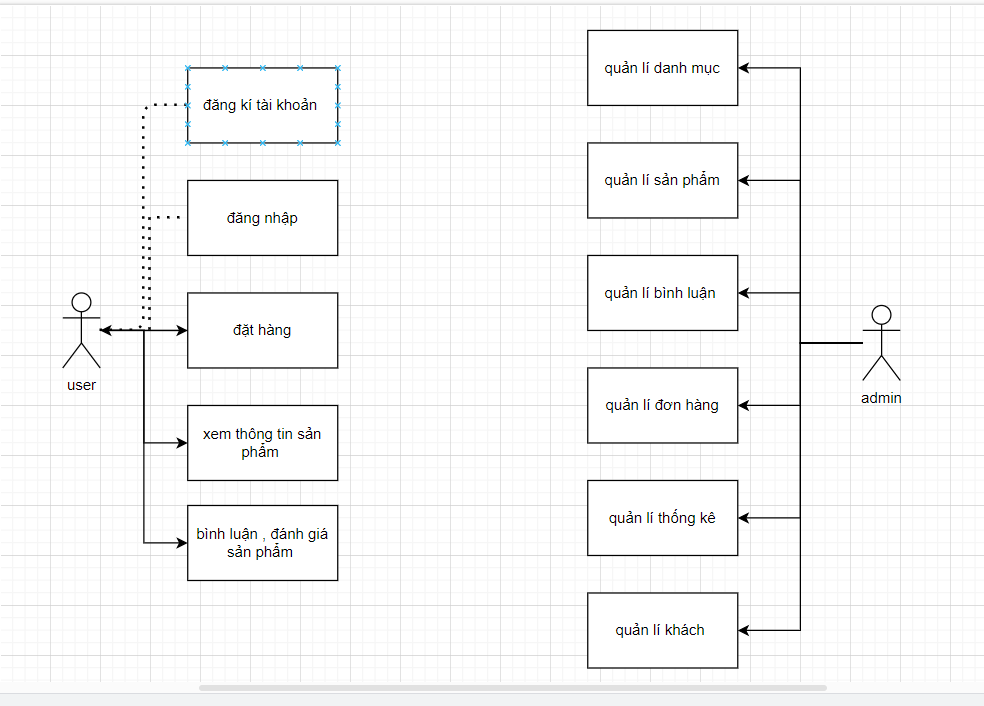 đăng kí tài khoản
đăng nhập
đặt hàng
xem thông tin sản
phẩm
bình luận , đánh giá
sản phẩm
user
quản lí danh mục
quản lí sản phẩm
quản lí bình luận
quản lí đơn hàng
quản lí thống kê
quản lí khách
admin